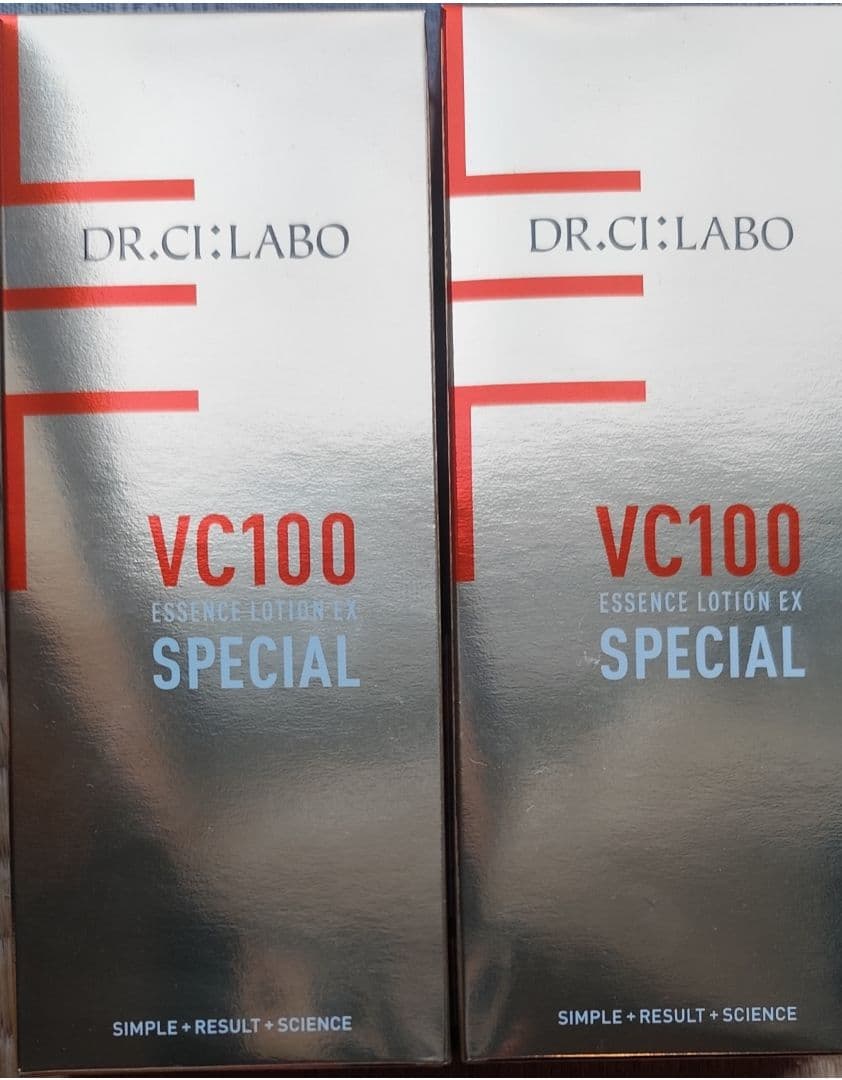 DR.CI:LABO
VC100
ESSENCE LOTION EX
SPECIAL
SIMPLE+RESULT+SCIENCE
DR.CI:LABO
VC100
ESSENCE LOTION EX
SPECIAL
SIMPLE+RESULT+SCIENCE